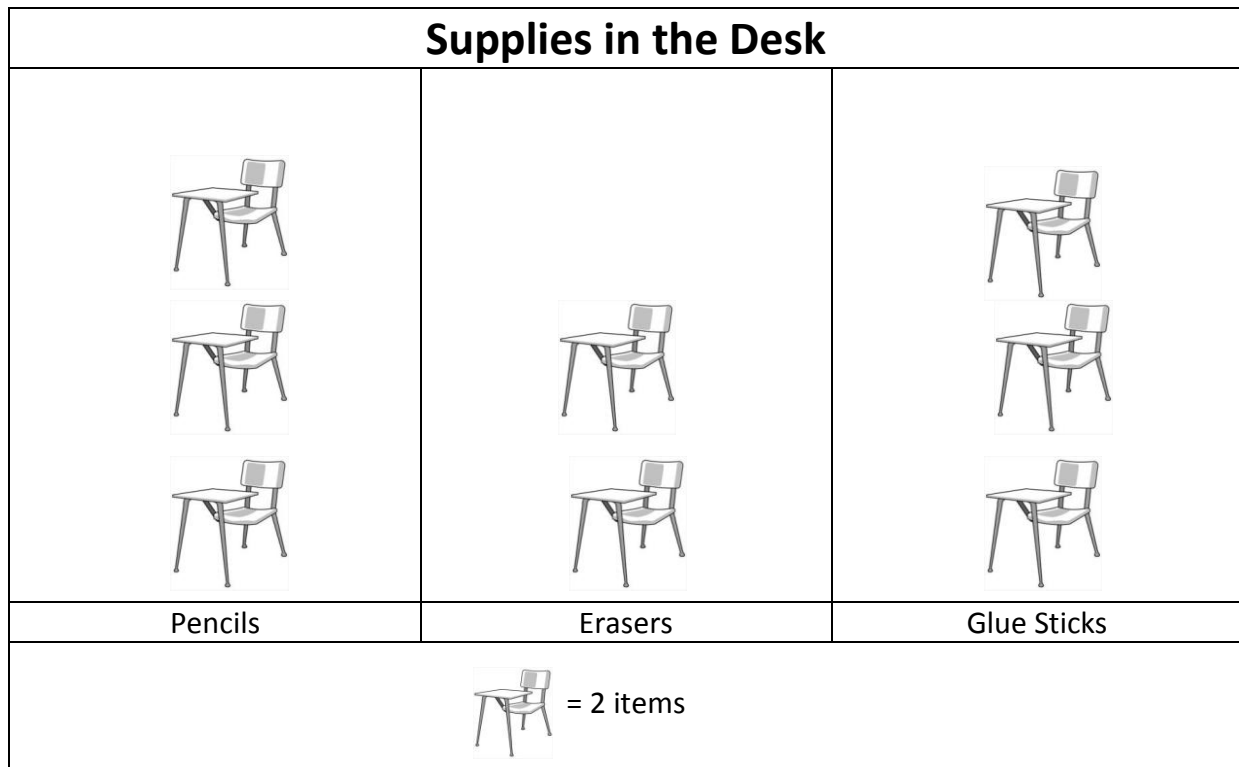 Supplies in the Desk
Pencils
Erasers
Glue Sticks
= 2 items